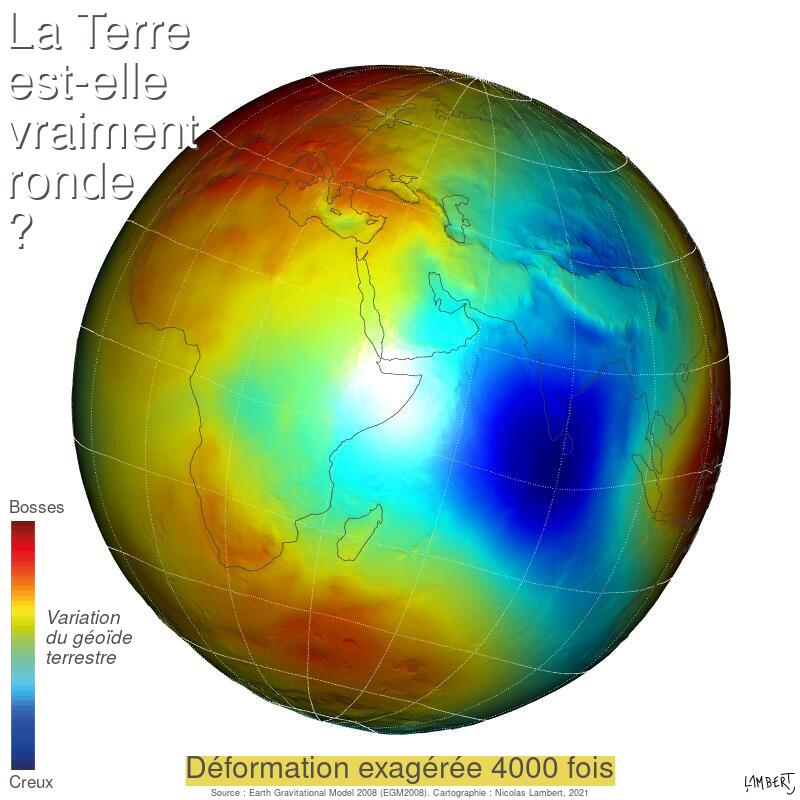 La Terre
est-elle
vraiment
ronde
?
Bosses
Variation
du géoïde
terrestre
Creux
Déformation exagérée 4000 fois
Source : Earth Gravitational Model 2008 (EGM2008). Cartographie : Nicolas Lambert, 2021
LAMBERT